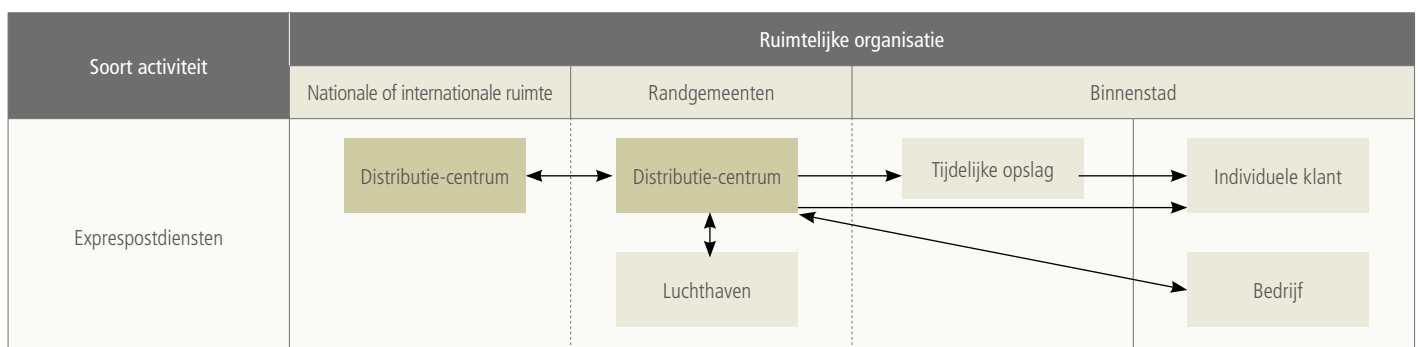 Soort activiteit
Ruimtelijke organisatie
Nationale of internationale ruimte
Randgemeenten
Binnenstad
Exprespostdiensten
Distributie-centrum
Distributie-centrum
Tijdelijke opslag
Individuele klant
Luchthaven
Bedrijf